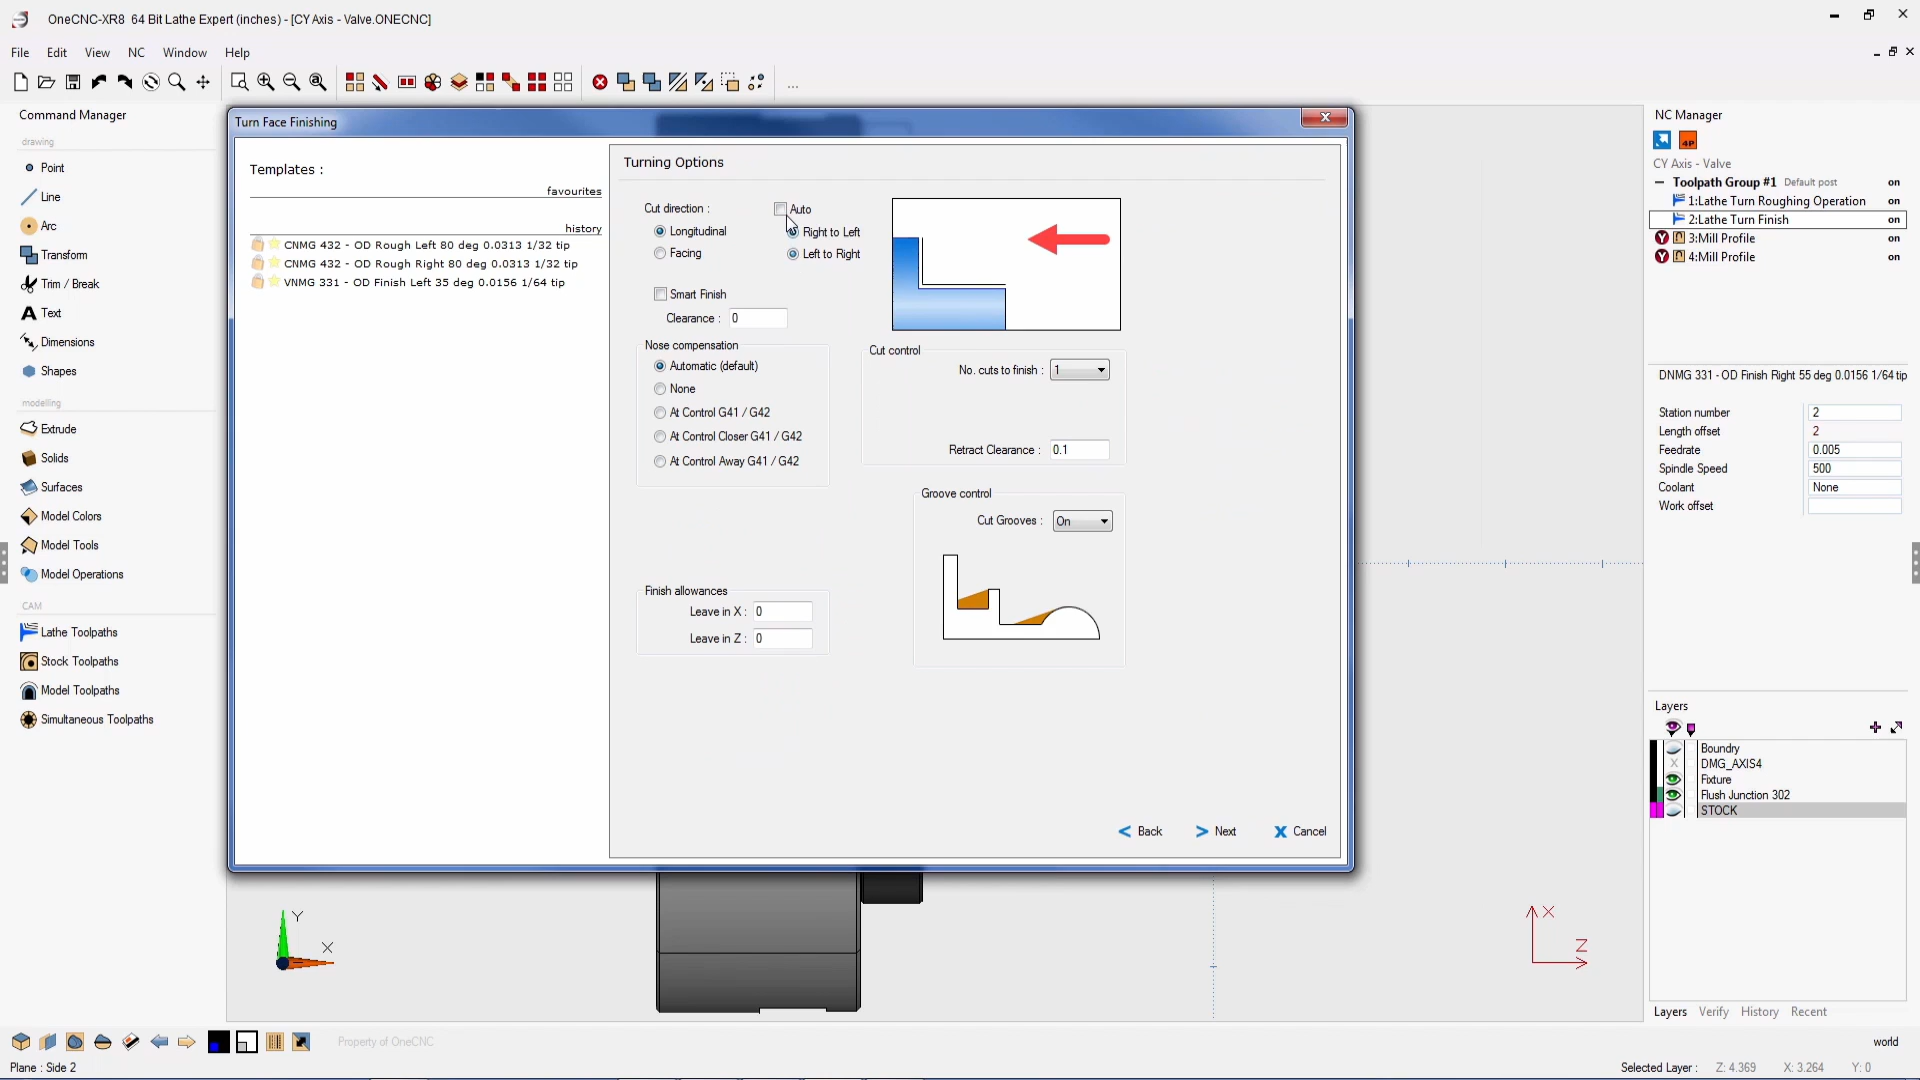 OneCNC-XR8 64 Bit Lathe Expert (inches) - [CY Axis - Valve.ONECNC]
File Edit View NC Window Help
...
Command Manager
drawing
Point
Line
Arc
Transform
Trim / Break
Text
Dimensions
Shapes
modelling
Extrude
Solids
Surfaces
Model Colors
Model Tools
Model Operations
CAM
Lathe Toolpaths
Stock Toolpaths
Model Toolpaths
Simultaneous Toolpaths
Turn Face Finishing
Templates :
favourites
history
CNMG 432 - OD Rough Left 80 deg 0.0313 1/32 tip
CNMG 432 - OD Rough Right 80 deg 0.0313 1/32 tip
VNMG 331 - OD Finish Left 35 deg 0.0156 1/64 tip
Turning Options
Cut direction :
Auto
Longitudinal
Right to Left
Facing
Left to Right
Smart Finish
Clearance : 0
Nose compensation
Automatic (default)
None
At Control G41 / G42
At Control Closer G41 / G42
At Control Away G41 / G42
Finish allowances
Leave in X : 0
Leave in Z : 0
Cut control
No. cuts to finish : 1
Retract Clearance : 0.1
Groove control
Cut Grooves : On
< Back
> Next
X Cancel
Y
X
X
Z
NC Manager
4P
CY Axis - Valve
Toolpath Group #1 Default post on
1:Lathe Turn Roughing Operation on
2:Lathe Turn Finish on
Y 3:Mill Profile on
Y 4:Mill Profile on
DNMG 331 - OD Finish Right 55 deg 0.0156 1/64 tip
Station number 2
Length offset 2
Feedrate 0.005
Spindle Speed 500
Coolant None
Work offset
Layers
Boundry
X DMG_AXIS4
Fixture
Flush Junction 302
STOCK
Layers Verify History Recent
Property of OneCNC
world
Plane : Side 2
Selected Layer : Z: 4.369 X: 3.264 Y: 0